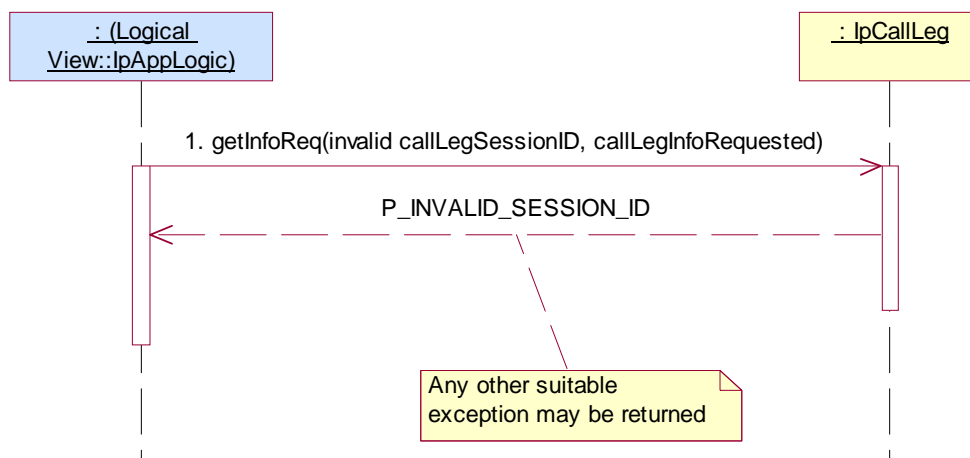 : (Logical
View::IpAppLogic)
: IpCallLeg
1. getInfoReq(invalid callLegSessionID, callLegInfoRequested)
P_INVALID_SESSION_ID
Any other suitable
exception may be returned